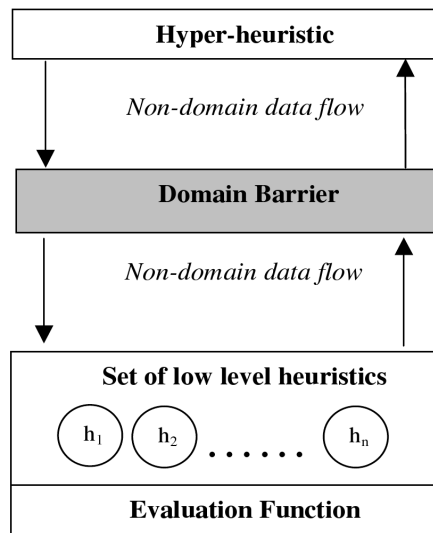 Hyper-heuristic
Non-domain data flow
Domain Barrier
Non-domain data flow
Set of low level heuristics
h₁ h₂ . . . . . . hₙ
Evaluation Function